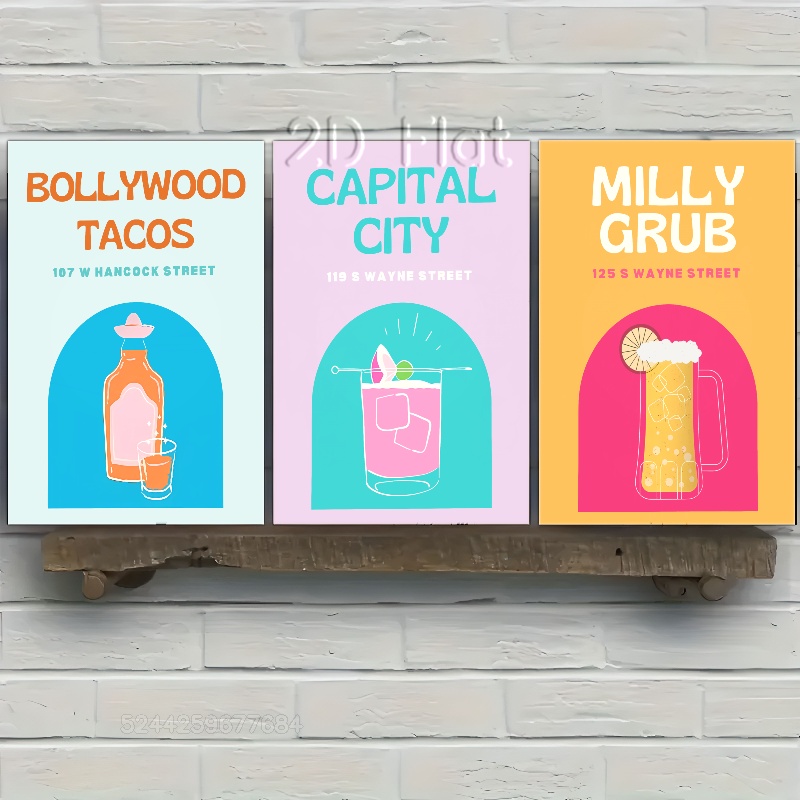 2D Flat
BOLLYWOOD
TACOS
107 W HANCOCK STREET
CAPITAL
CITY
119 S WAYNE STREET
MILLY
GRUB
125 S WAYNE STREET
5244259677684